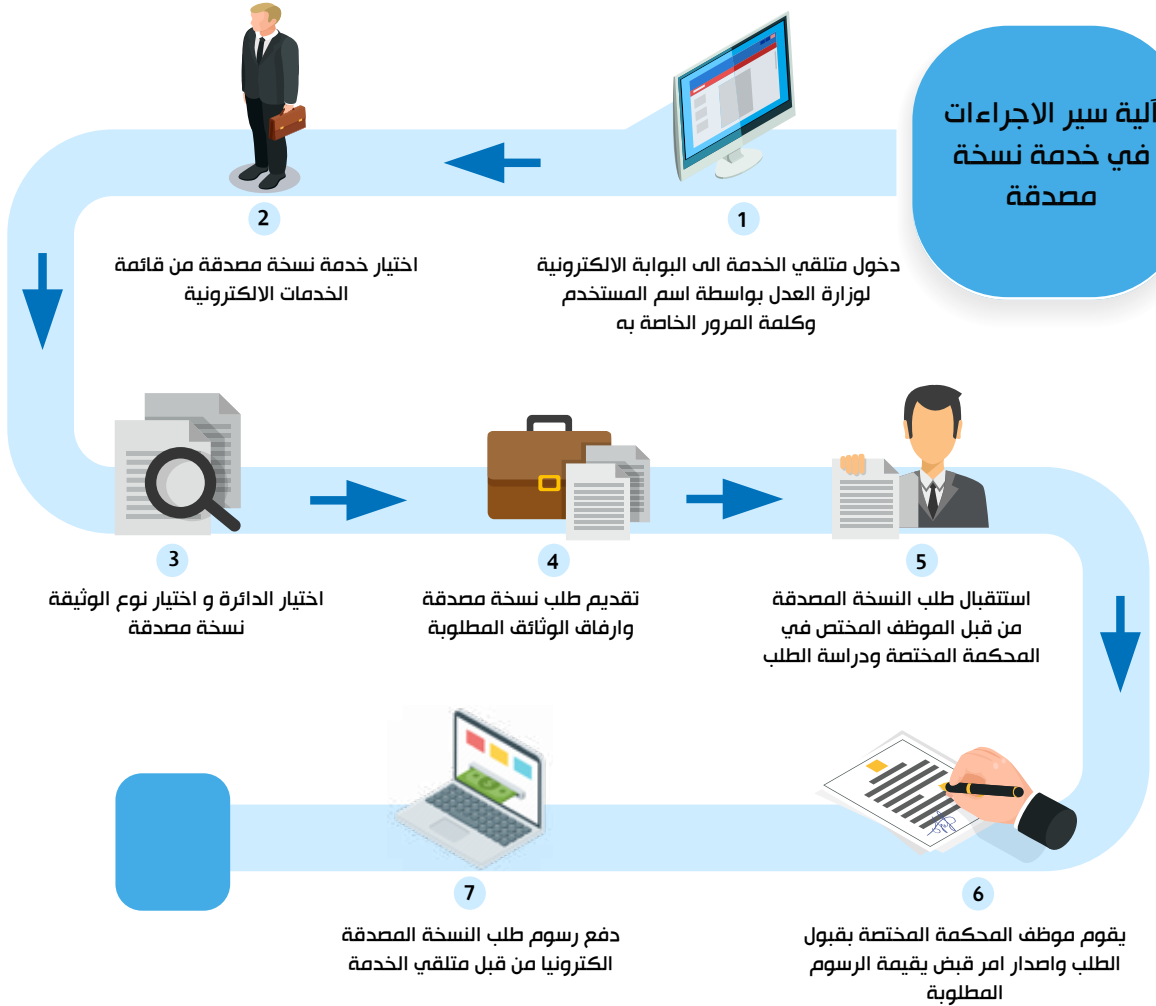 آلية سير الاجراءات
في خدمة نسخة
مصدقة
1
دخول متلقي الخدمة الى البوابة الالكترونية
لوزارة العدل بواسطة اسم المستخدم
وكلمة المرور الخاصة به
2
اختيار خدمة نسخة مصدقة من قائمة
الخدمات الالكترونية
3
اختيار الدائرة و اختيار نوع الوثيقة
نسخة مصدقة
4
تقديم طلب نسخة مصدقة
وارفاق الوثائق المطلوبة
5
استتقبال طلب النسخة المصدقة
من قبل الموظف المختص في
المحكمة المختصة ودراسة الطلب
6
يقوم موظف المحكمة المختصة بقبول
الطلب واصدار امر قبض يقيمة الرسوم
المطلوبة
7
دفع رسوم طلب النسخة المصدقة
الكترونيا من قبل متلقي الخدمة